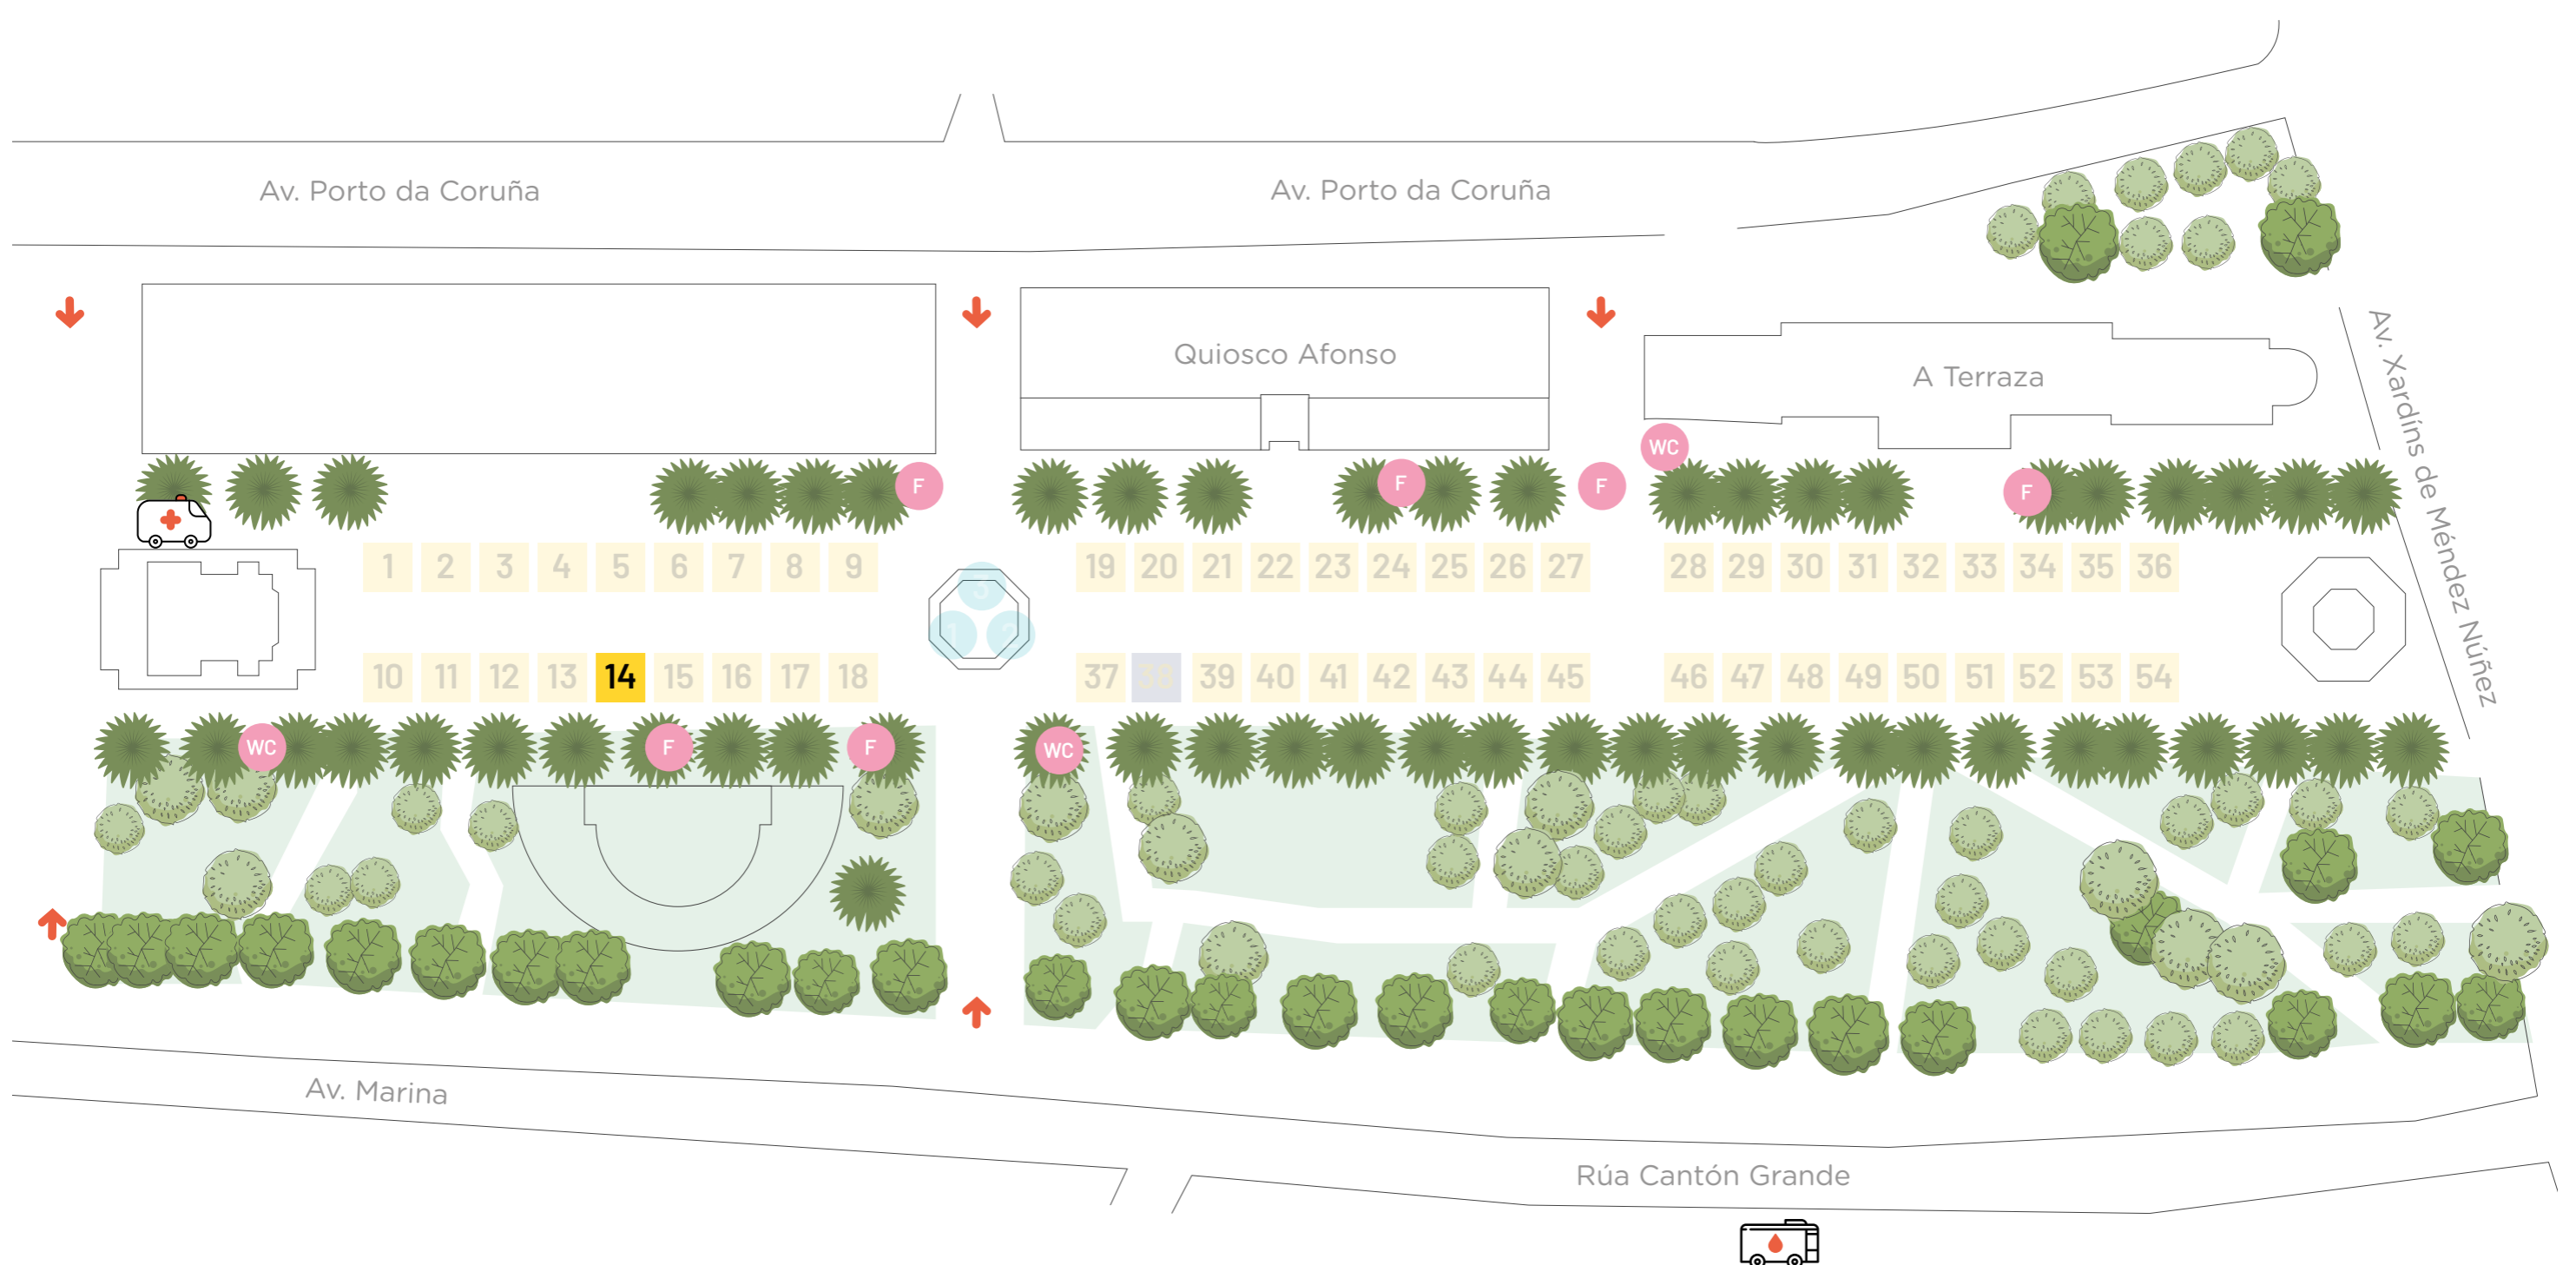 Av. Porto da Coruña
Av. Porto da Coruña
Quiosco Afonso
A Terraza
Av. Xardíns de Méndez Núñez
WC
F
F
F
F
1 2 3 4 5 6 7 8 9
19 20 21 22 23 24 25 26 27
28 29 30 31 32 33 34 35 36
3
1 2
10 11 12 13 14 15 16 17 18
37 38 39 40 41 42 43 44 45
46 47 48 49 50 51 52 53 54
WC
F
F
WC
Av. Marina
Rúa Cantón Grande